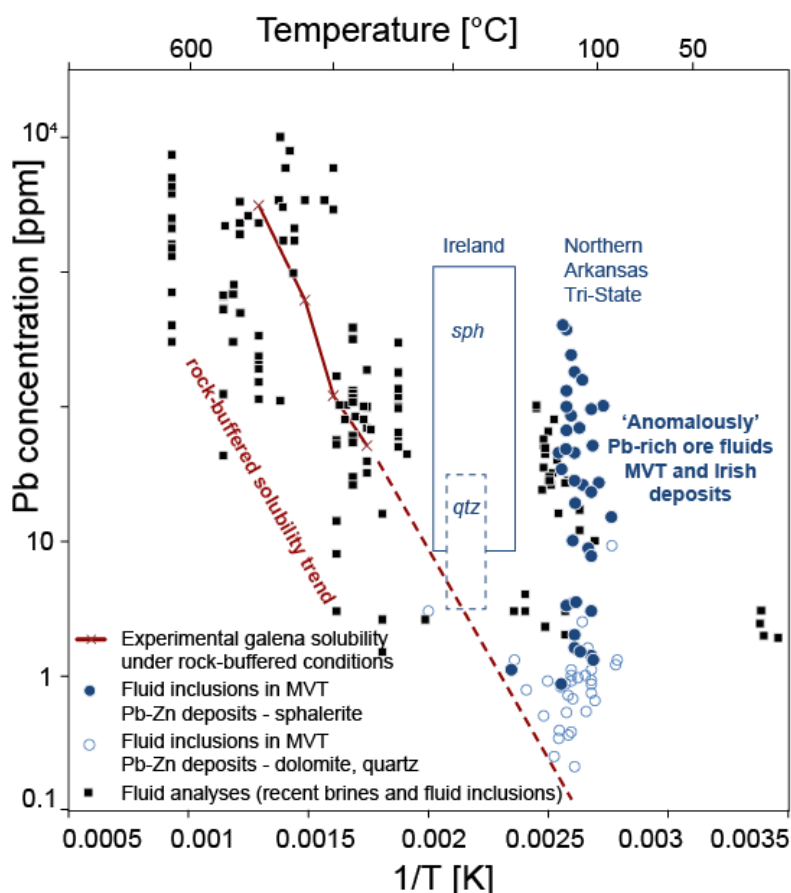 Temperature [°C]
600
100
50
Pb concentration [ppm]
10⁴
10
1
0.1
Ireland
sph
qtz
Northern
Arkansas
Tri-State
‘Anomalously’
Pb-rich ore fluids
MVT and Irish
deposits
rock-buffered solubility trend
Experimental galena solubility
under rock-buffered conditions
Fluid inclusions in MVT
Pb-Zn deposits - sphalerite
Fluid inclusions in MVT
Pb-Zn deposits - dolomite, quartz
Fluid analyses (recent brines and fluid inclusions)
0.0005
0.001
0.0015
0.002
0.0025
0.003
0.0035
1/T [K]